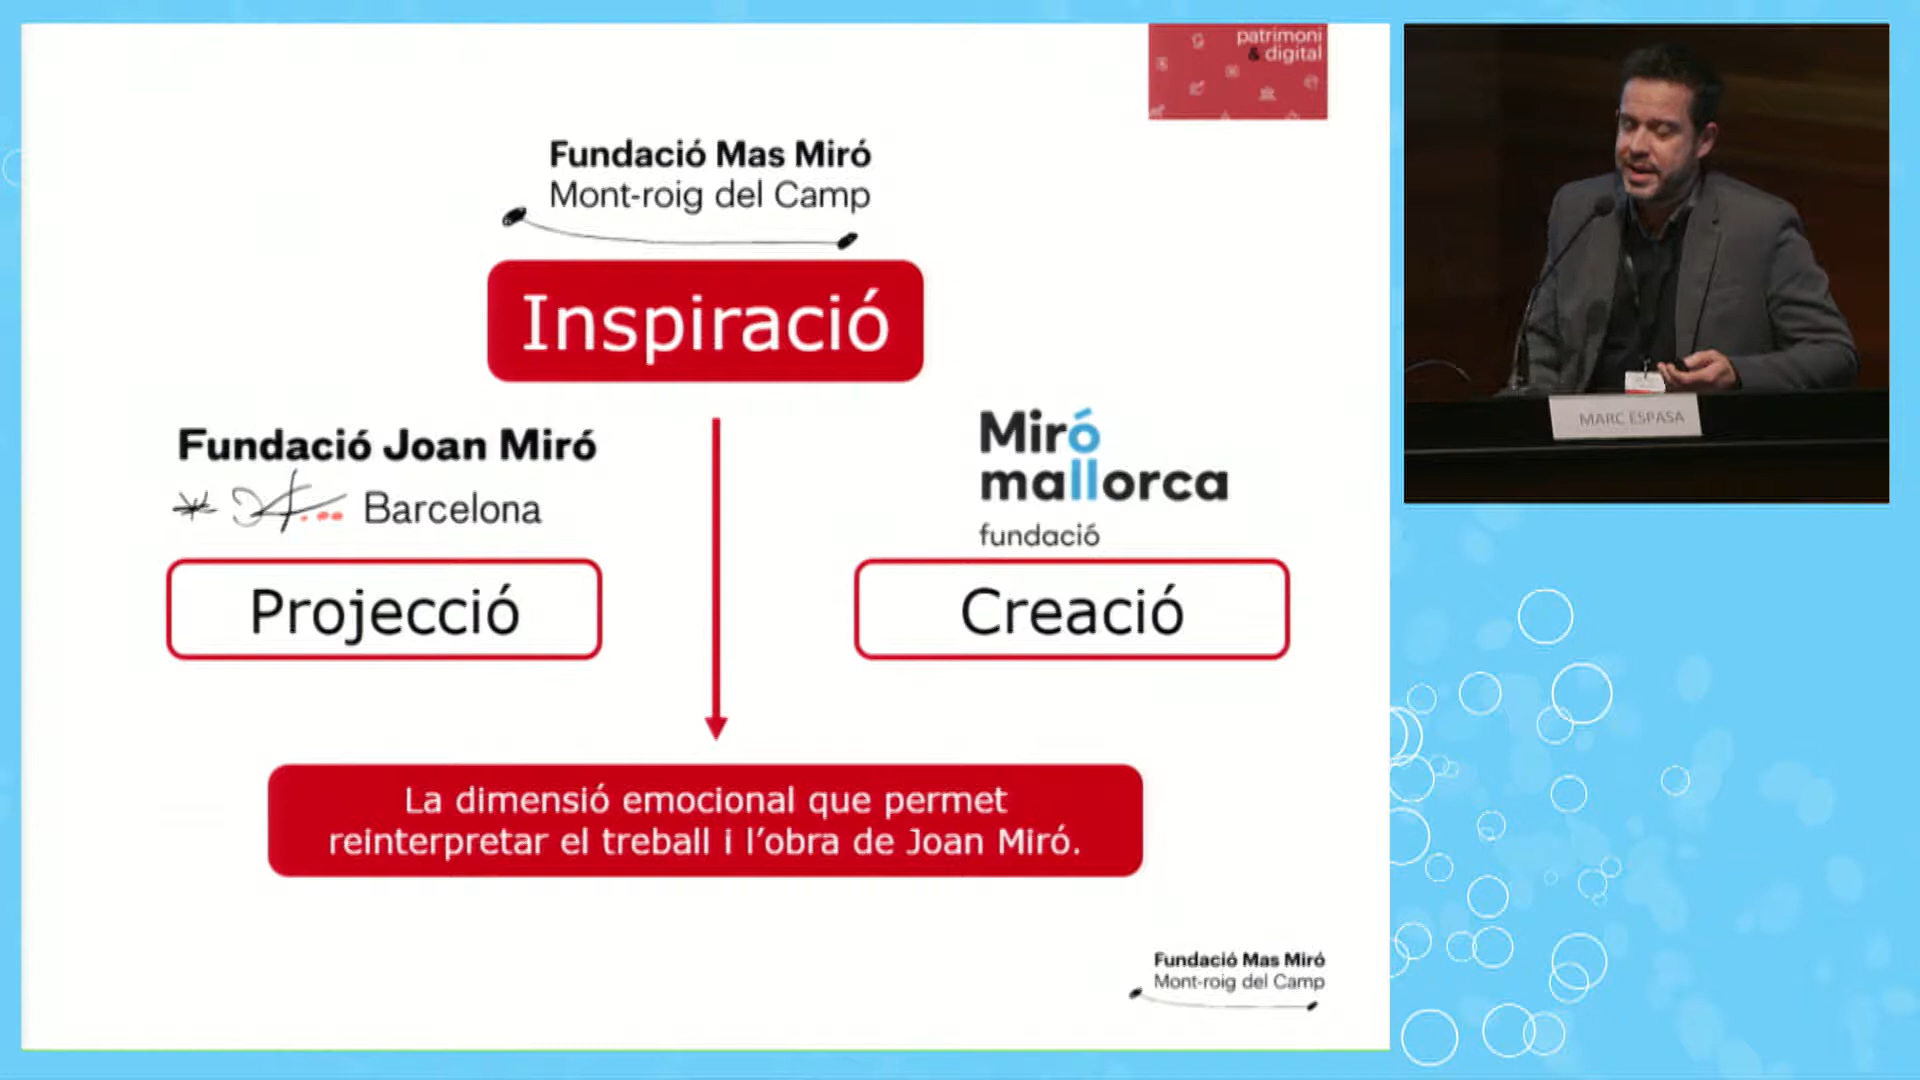 patrimoni
& digital
Fundació Mas Miró
Mont-roig del Camp
Inspiració
Fundació Joan Miró
Barcelona
Projecció
Miró
mallorca
fundació
Creació
La dimensió emocional que permet
reinterpretar el treball i l’obra de Joan Miró.
Fundació Mas Miró
Mont-roig del Camp
MARC ESPASA